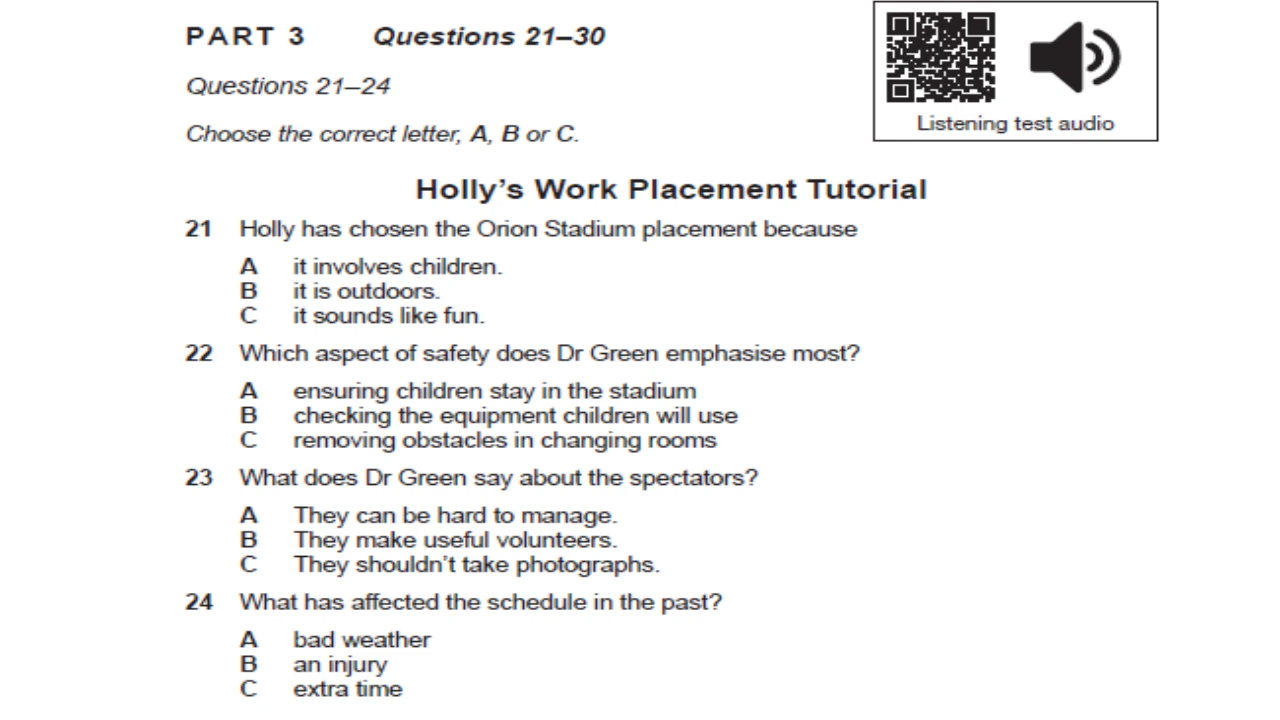 PART 3 Questions 21–30
Questions 21–24
Choose the correct letter, A, B or C.
Listening test audio
Holly's Work Placement Tutorial
21 Holly has chosen the Orion Stadium placement because
A it involves children.
B it is outdoors.
C it sounds like fun.
22 Which aspect of safety does Dr Green emphasise most?
A ensuring children stay in the stadium
B checking the equipment children will use
C removing obstacles in changing rooms
23 What does Dr Green say about the spectators?
A They can be hard to manage.
B They make useful volunteers.
C They shouldn't take photographs.
24 What has affected the schedule in the past?
A bad weather
B an injury
C extra time